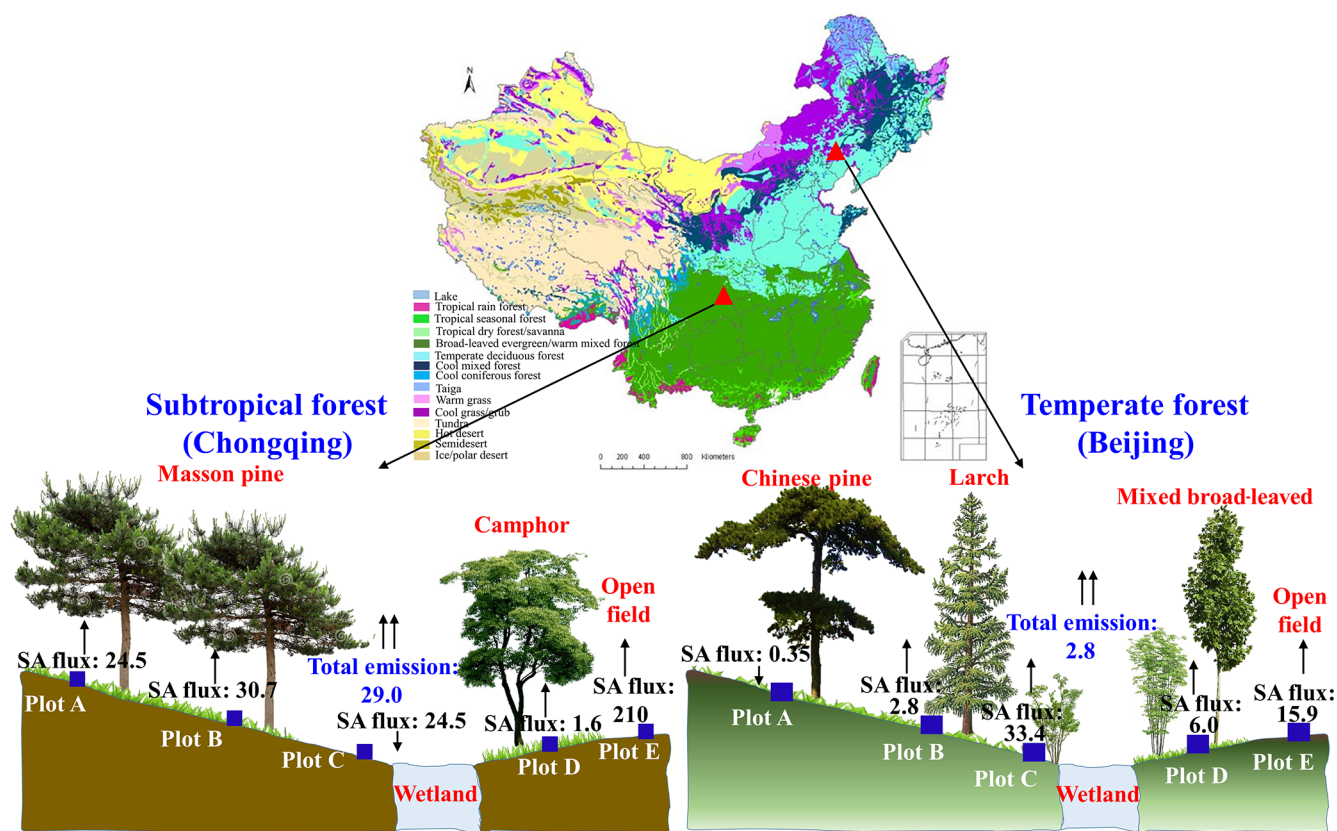 N
Lake
Tropical rain forest
Tropical seasonal forest
Tropical dry forest/savanna
Broad-leaved evergreen/warm mixed forest
Temperate deciduous forest
Cool mixed forest
Cool coniferous forest
Taiga
Warm grass
Cool grass/grub
Tundra
Hot desert
Semidesert
Ice/polar desert
0 200 400 800 Kilometers
Subtropical forest
(Chongqing)
Masson pine
Camphor
Open
field
SA flux: 24.5
Plot A
SA flux: 30.7
Plot B
Total emission:
29.0
SA flux: 24.5
Plot C
Wetland
SA flux: 1.6
Plot D
SA flux:
210
Plot E
Temperate forest
(Beijing)
Chinese pine
Larch
Mixed broad-leaved
Open
field
SA flux: 0.35
Plot A
SA flux:
2.8
Plot B
Total emission:
2.8
SA flux:
33.4
Plot C
Wetland
SA flux:
6.0
Plot D
SA flux:
15.9
Plot E